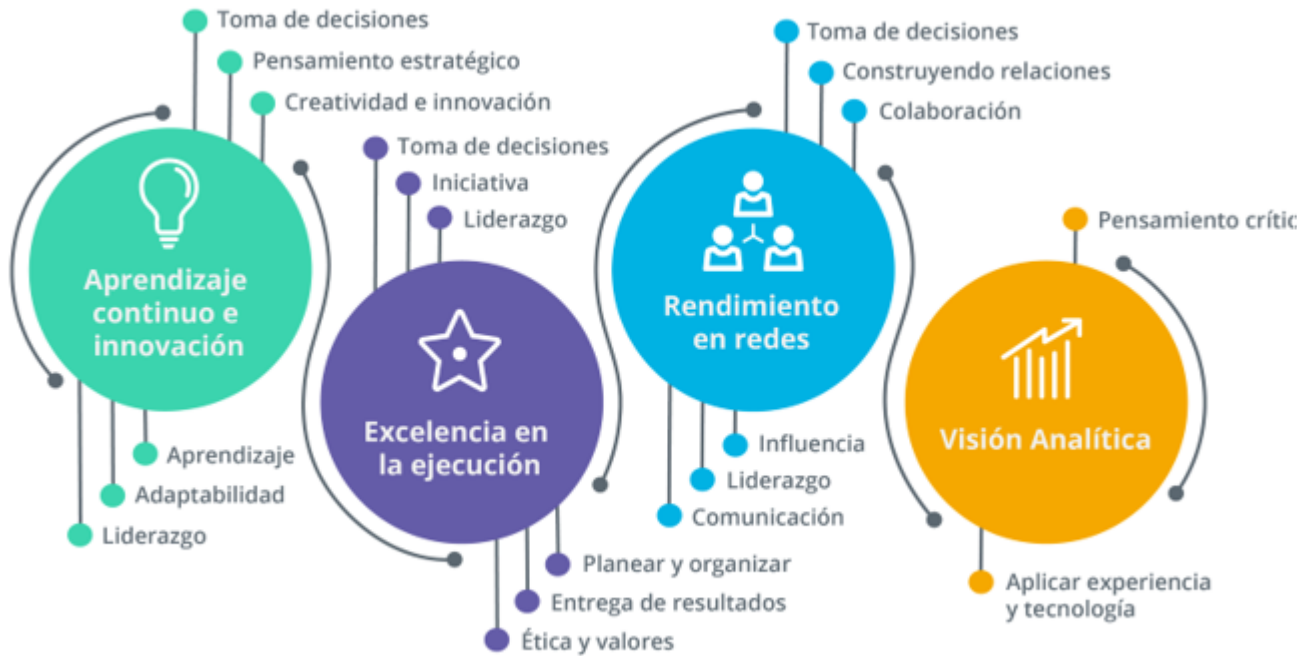 Toma de decisiones
Pensamiento estratégico
Creatividad e innovación
Aprendizaje
continuo e
innovación
Aprendizaje
Adaptabilidad
Liderazgo
Toma de decisiones
Iniciativa
Liderazgo
Excelencia en
la ejecución
Planear y organizar
Entrega de resultados
Ética y valores
Toma de decisiones
Construyendo relaciones
Colaboración
Rendimiento
en redes
Influencia
Liderazgo
Comunicación
Pensamiento crític
Visión Analítica
Aplicar experiencia
y tecnología